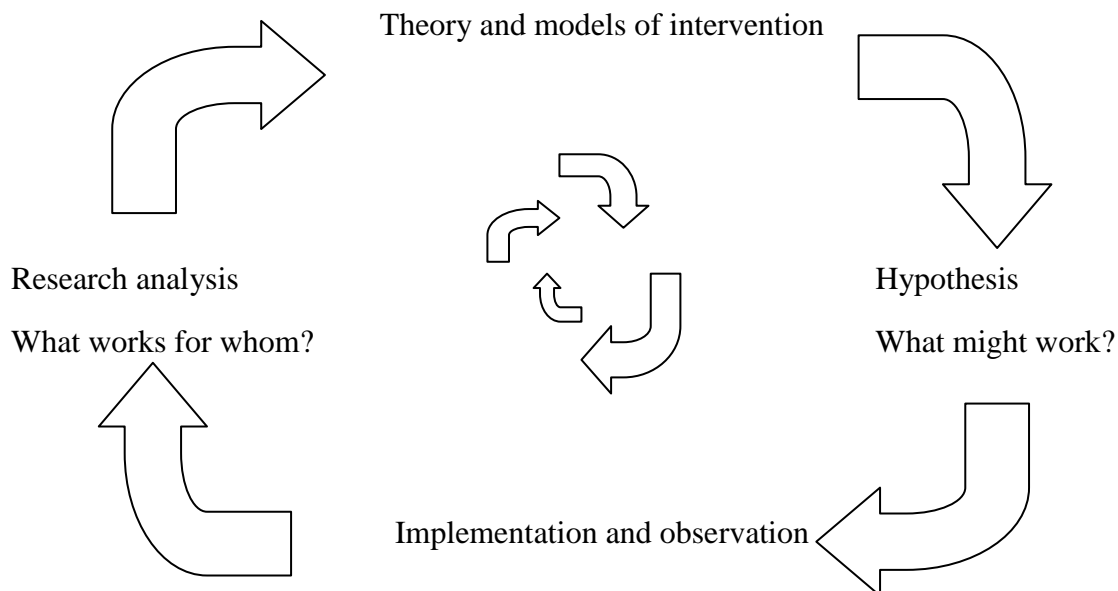 Theory and models of intervention
Research analysis
What works for whom?
Hypothesis
What might work?
Implementation and observation